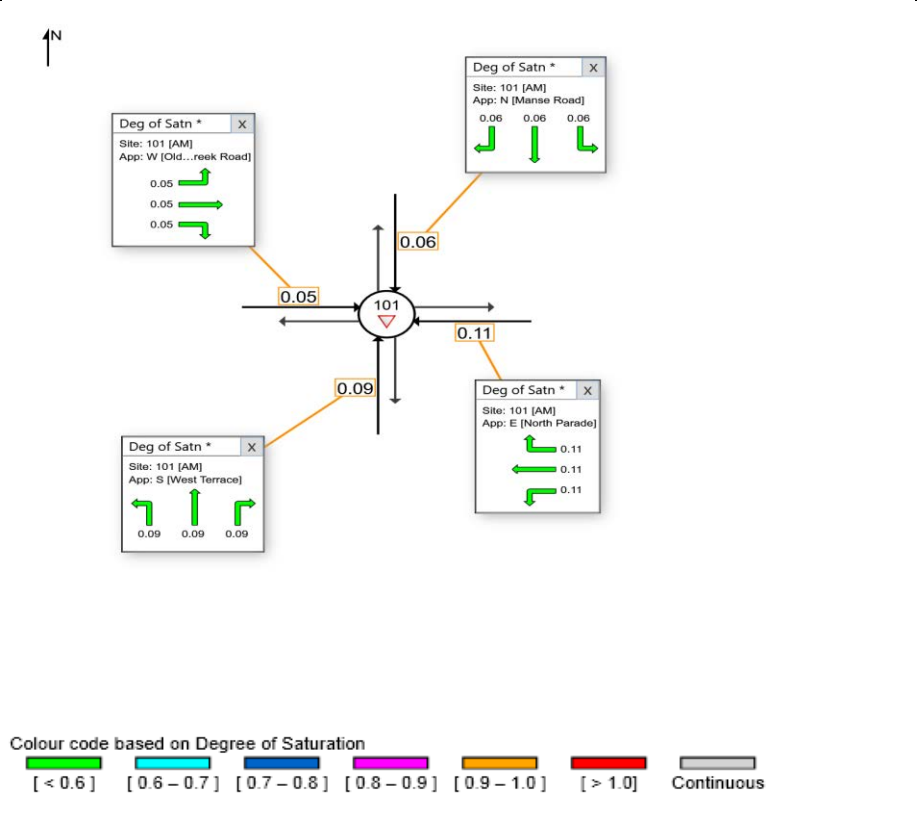 N
Deg of Satn * X
Site: 101 [AM]
App: N [Manse Road]
0.06 0.06 0.06
Deg of Satn * X
Site: 101 [AM]
App: W [Old...reek Road]
0.05
0.05
0.05
0.06
0.05
101
0.11
0.09
Deg of Satn * X
Site: 101 [AM]
App: E [North Parade]
0.11
0.11
0.11
Deg of Satn * X
Site: 101 [AM]
App: S [West Terrace]
0.09 0.09 0.09
Colour code based on Degree of Saturation
[ < 0.6 ] [ 0.6 – 0.7 ] [ 0.7 – 0.8 ] [ 0.8 – 0.9 ] [ 0.9 – 1.0 ] [ > 1.0] Continuous